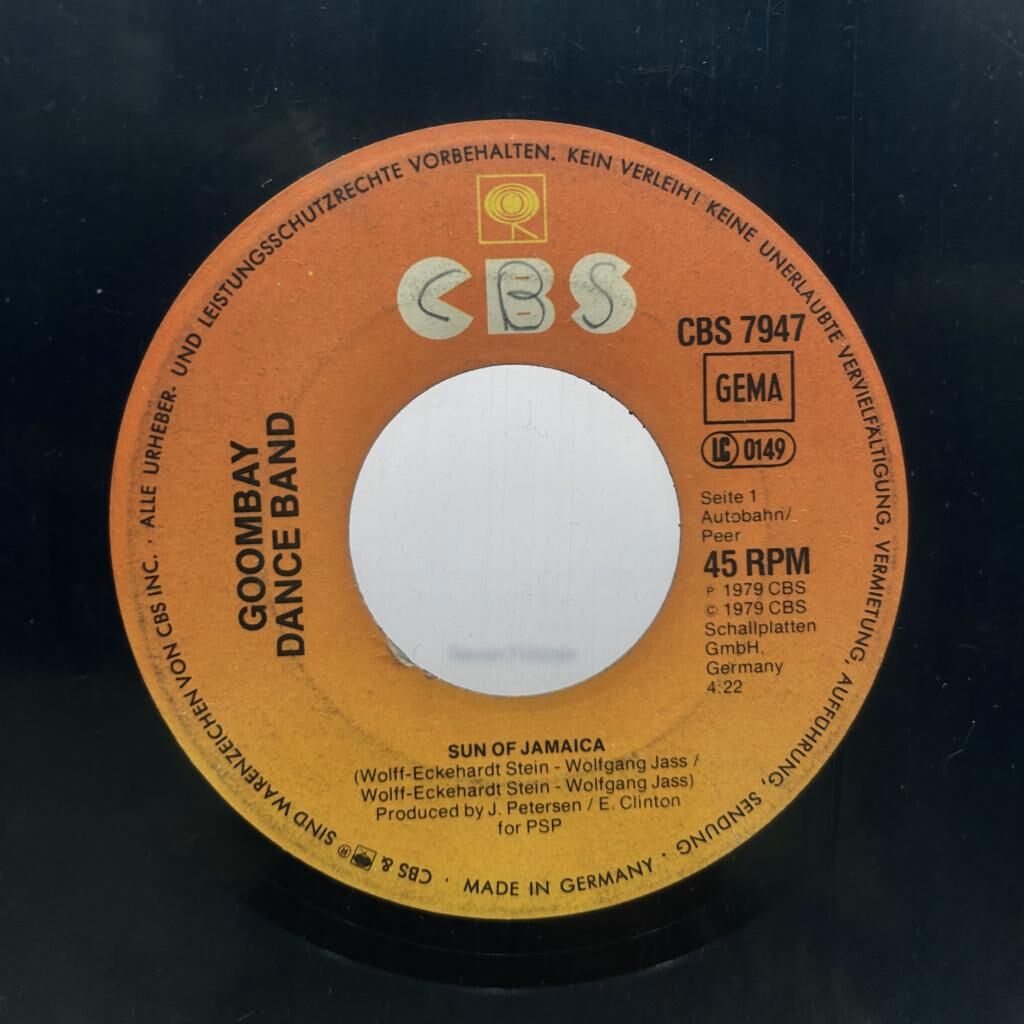 ALLE URHEBER- UND LEISTUNGSSCHUTZRECHTE VORBEHALTEN. KEIN VERLEIH! KEINE UNERLAUBTE VERVIELFÄLTIGUNG, VERMIETUNG, AUFFÜHRUNG, SENDUNG ·
CBS
CBS 7947
GEMA
LC 0149
GOOMBAY
DANCE BAND
Seite 1
Autobahn/
Peer
45 RPM
℗ 1979 CBS
© 1979 CBS
Schallplatten
GmbH,
Germany
4:22
SUN OF JAMAICA
(Wolff-Eckehardt Stein - Wolfgang Jass /
Wolff-Eckehardt Stein - Wolfgang Jass)
Produced by J. Petersen / E. Clinton
for PSP
MADE IN GERMANY ·
CBS & ® SIND WARENZEICHEN VON CBS INC. ·